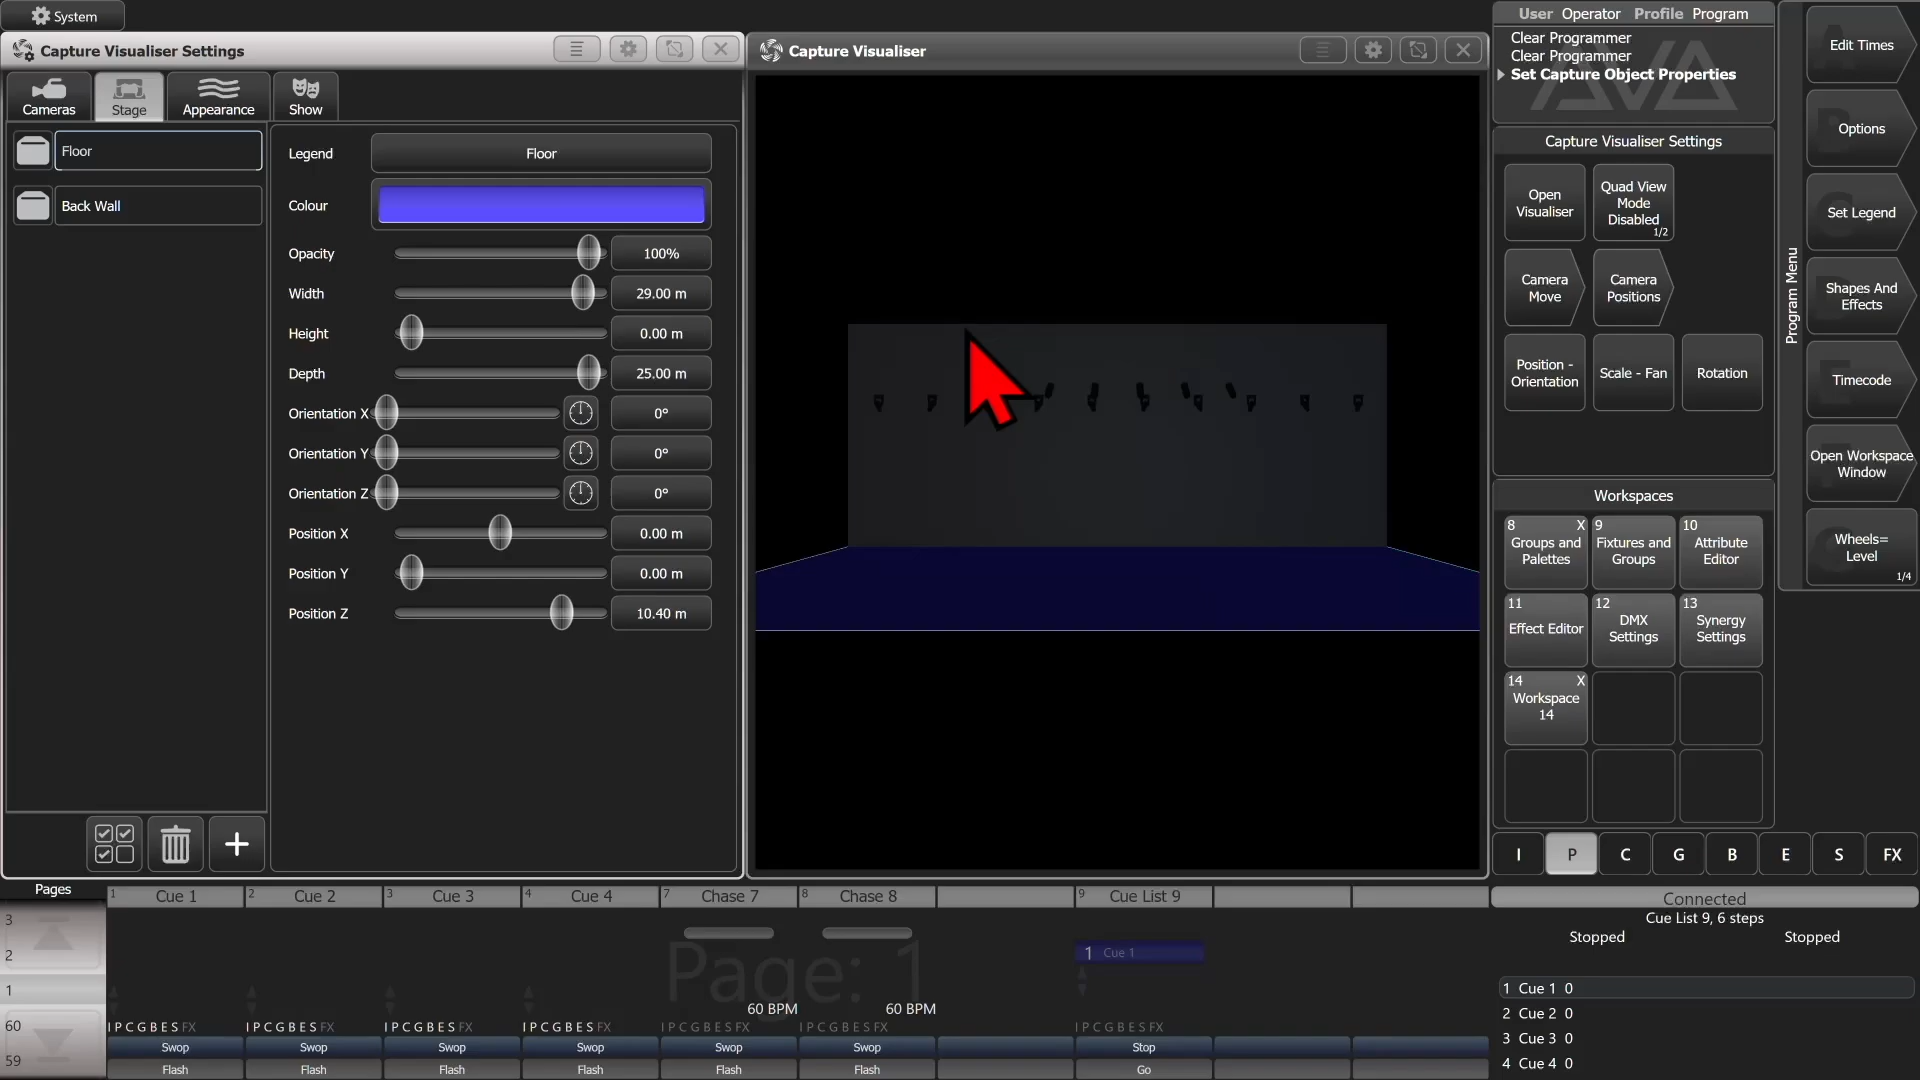 System
Capture Visualiser Settings
Cameras
Stage
Appearance
Show
Floor
Back Wall
Legend
Floor
Colour
Opacity
100%
Width
29.00 m
Height
0.00 m
Depth
25.00 m
Orientation X
0°
Orientation Y
0°
Orientation Z
0°
Position X
0.00 m
Position Y
0.00 m
Position Z
10.40 m
Capture Visualiser
User Operator Profile Program
Clear Programmer
Clear Programmer
Set Capture Object Properties
Capture Visualiser Settings
Open
Visualiser
Quad View
Mode
Disabled
1/2
Camera
Move
Camera
Positions
Position -
Orientation
Scale - Fan
Rotation
Workspaces
8 X
Groups and
Palettes
9
Fixtures and
Groups
10
Attribute
Editor
11
Effect Editor
12
DMX
Settings
13
Synergy
Settings
14 X
Workspace
14
Program Menu
Edit Times
Options
Set Legend
Shapes And
Effects
Timecode
Open Workspace
Window
Wheels=
Level
1/4
I P C G B E S FX
Pages
3
2
1
60
59
1 Cue 1
2 Cue 2
3 Cue 3
4 Cue 4
7 Chase 7
8 Chase 8
9 Cue List 9
Page: 1
1 Cue 1
60 BPM
60 BPM
I P C G B E S FX
I P C G B E S FX
I P C G B E S FX
I P C G B E S FX
I P C G B E S FX
I P C G B E S FX
I P C G B E S FX
Swop
Swop
Swop
Swop
Swop
Swop
Stop
Flash
Flash
Flash
Flash
Flash
Flash
Go
Connected
Cue List 9, 6 steps
Stopped
Stopped
1 Cue 1 0
2 Cue 2 0
3 Cue 3 0
4 Cue 4 0